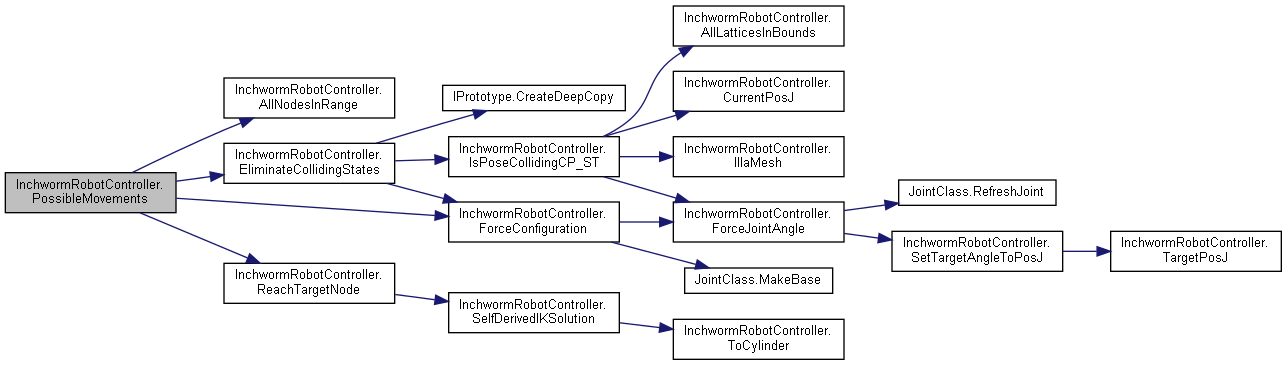 InchwormRobotController.
PossibleMovements
InchwormRobotController.
AllNodesInRange
InchwormRobotController.
EliminateCollidingStates
InchwormRobotController.
ReachTargetNode
IPrototype.CreateDeepCopy
InchwormRobotController.
IsPoseCollidingCP_ST
InchwormRobotController.
ForceConfiguration
InchwormRobotController.
SelfDerivedIKSolution
InchwormRobotController.
AllLatticesInBounds
InchwormRobotController.
CurrentPosJ
InchwormRobotController.
IllaMesh
InchwormRobotController.
ForceJointAngle
JointClass.MakeBase
InchwormRobotController.
ToCylinder
JointClass.RefreshJoint
InchwormRobotController.
SetTargetAngleToPosJ
InchwormRobotController.
TargetPosJ